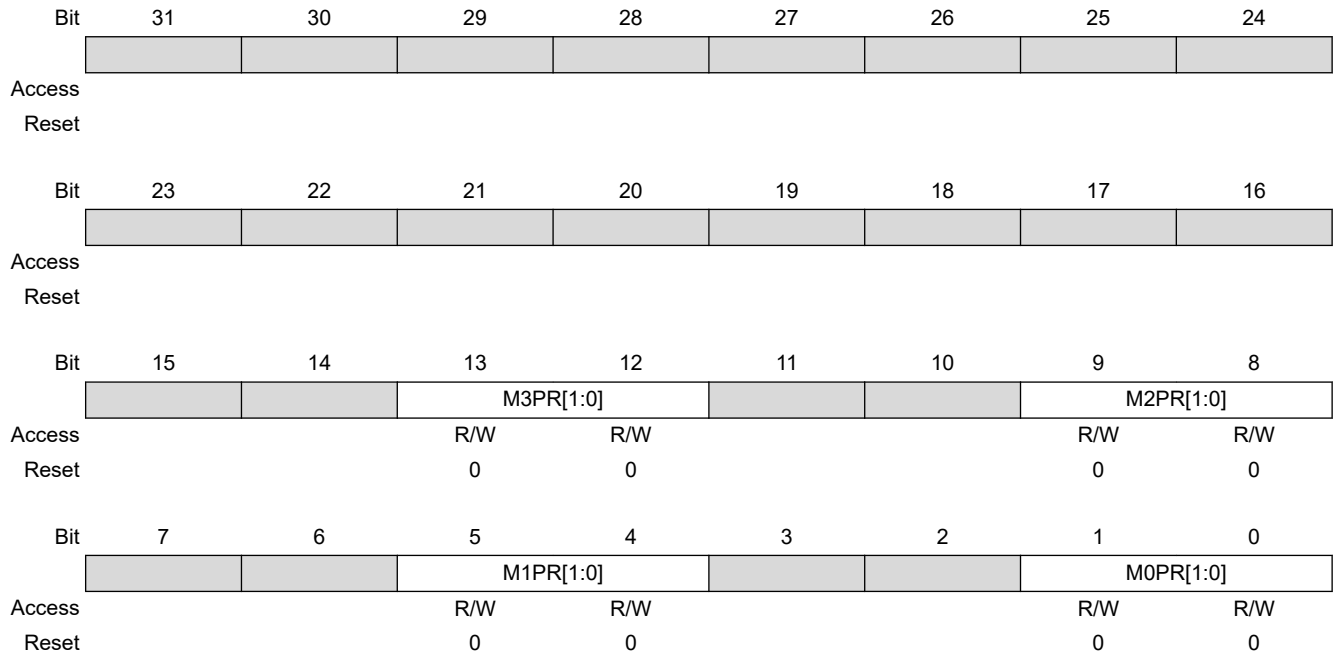 Bit 31 30 29 28 27 26 25 24
Access
Reset
Bit 23 22 21 20 19 18 17 16
Access
Reset
Bit 15 14 13 12 11 10 9 8
M3PR[1:0] M2PR[1:0]
Access R/W R/W R/W R/W
Reset 0 0 0 0
Bit 7 6 5 4 3 2 1 0
M1PR[1:0] M0PR[1:0]
Access R/W R/W R/W R/W
Reset 0 0 0 0